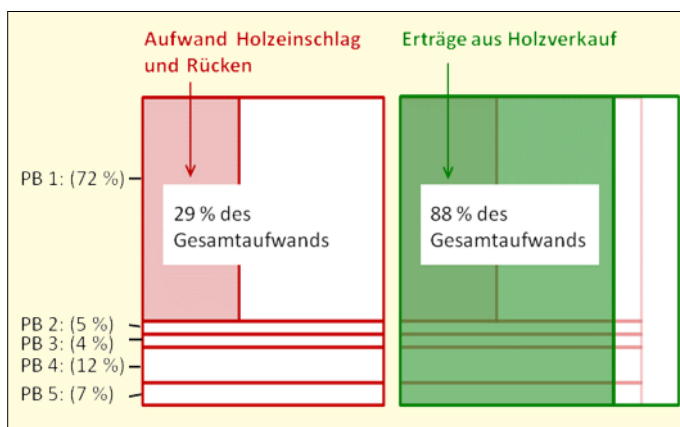 Aufwand Holzeinschlag
und Rücken
Erträge aus Holzverkauf
PB 1: (72 %)
29 % des
Gesamtaufwands
88 % des
Gesamtaufwands
PB 2: (5 %)
PB 3: (4 %)
PB 4: (12 %)
PB 5: (7 %)